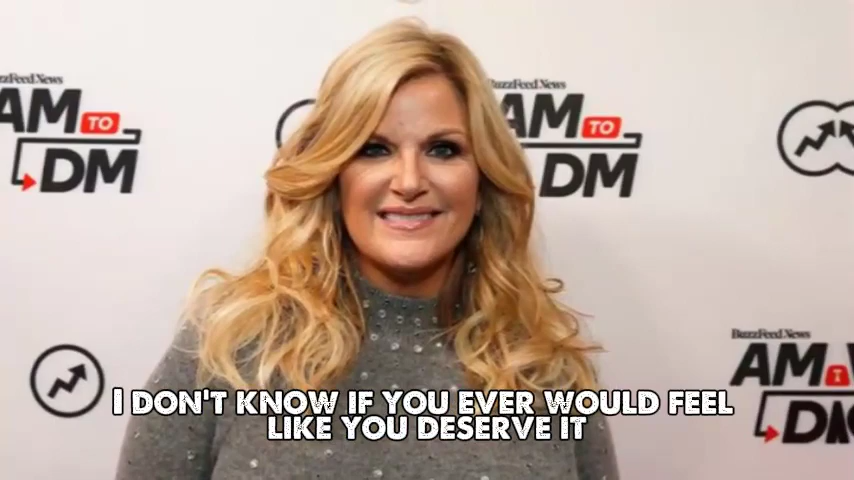 BuzzFeed News
AM TO
DM
BuzzFeed News
AM TO
DM
BuzzFeed News
AM T
I DON'T KNOW IF YOU EVER WOULD FEEL
LIKE YOU DESERVE IT